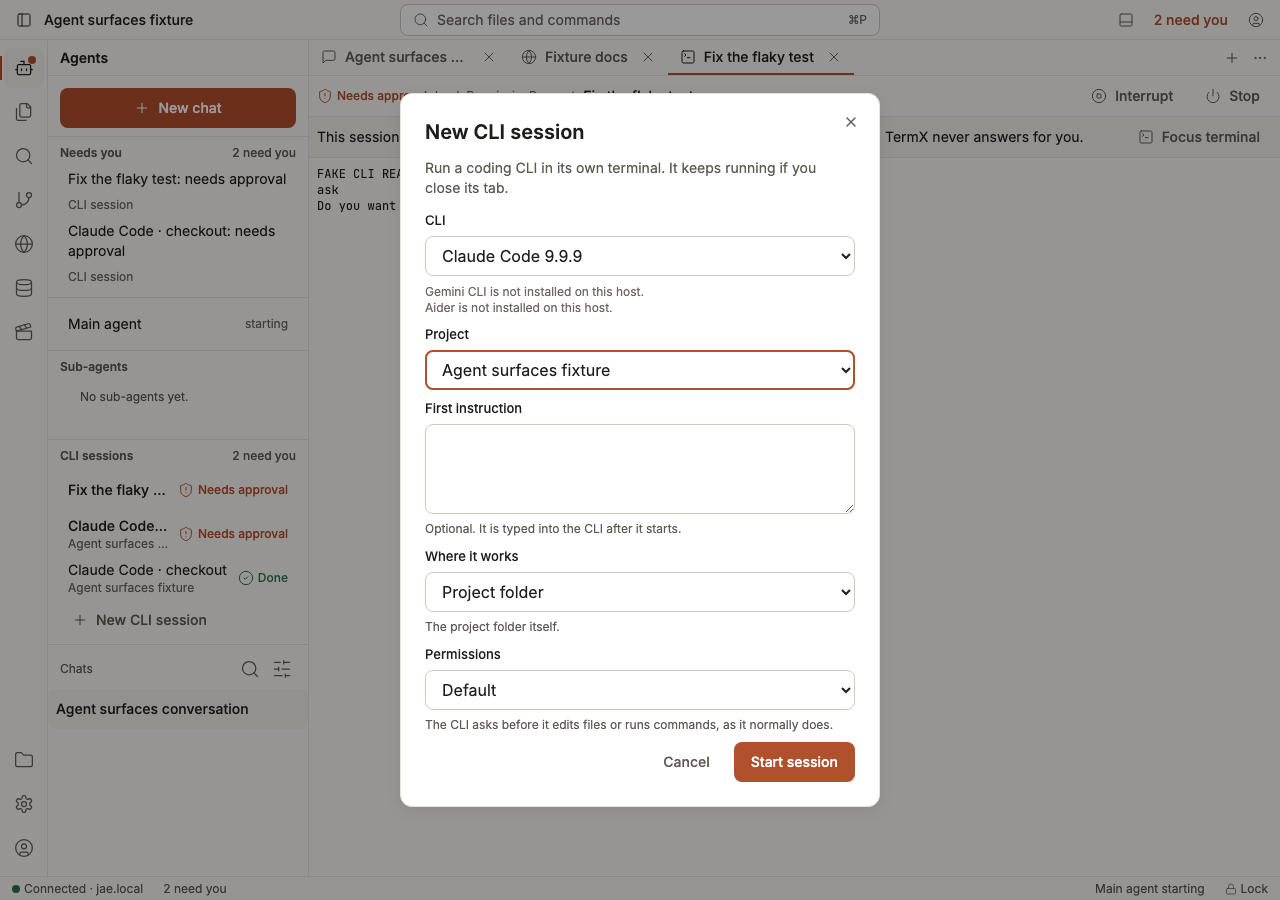 Agent surfaces fixture
Search files and commands
⌘P
2 need you
Agents
Agent surfaces ...
Fixture docs
Fix the flaky test
New chat
Needs appr
Interrupt
Stop
This session
TermX never answers for you.
Focus terminal
Needs you
2 need you
Fix the flaky test: needs approval
CLI session
Claude Code · checkout: needs
approval
CLI session
FAKE CLI REA
ask
Do you want
Main agent
starting
Sub-agents
No sub-agents yet.
CLI sessions
2 need you
Fix the flaky ...
Needs approval
Claude Code...
Agent surfaces ...
Needs approval
Claude Code · checkout
Agent surfaces fixture
Done
New CLI session
Chats
Agent surfaces conversation
New CLI session
Run a coding CLI in its own terminal. It keeps running if you
close its tab.
CLI
Claude Code 9.9.9
Gemini CLI is not installed on this host.
Aider is not installed on this host.
Project
Agent surfaces fixture
First instruction
Optional. It is typed into the CLI after it starts.
Where it works
Project folder
The project folder itself.
Permissions
Default
The CLI asks before it edits files or runs commands, as it normally does.
Cancel
Start session
Connected · jae.local
2 need you
Main agent starting
Lock